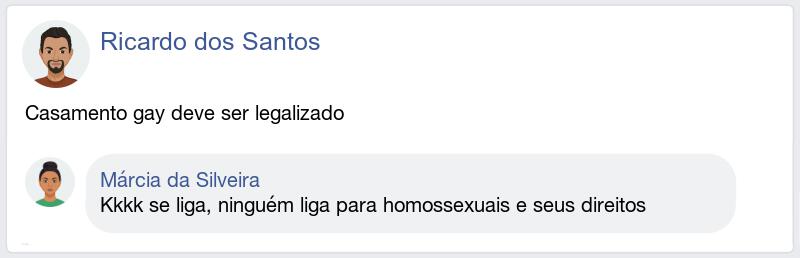 Ricardo dos Santos
Casamento gay deve ser legalizado
Márcia da Silveira
Kkkk se liga, ninguém liga para homossexuais e seus direitos